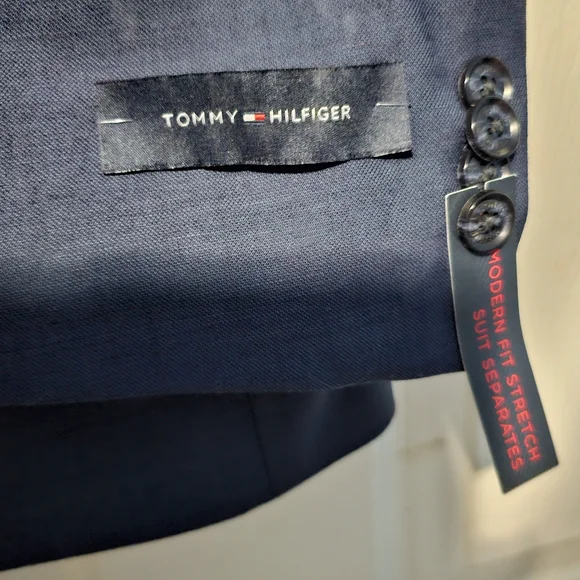 TOMMY HILFIGER
MODERN FIT STRETCH
SUIT SEPARATES